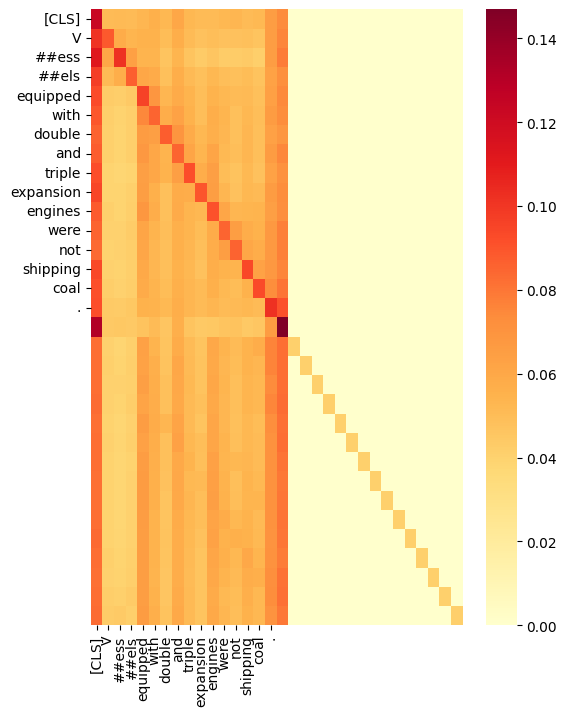 [CLS]
V
##ess
##els
equipped
with
double
and
triple
expansion
engines
were
not
shipping
coal
.
[CLS]
V
##ess
##els
equipped
with
double
and
triple
expansion
engines
were
not
shipping
coal
.
0.14
0.12
0.10
0.08
0.06
0.04
0.02
0.00